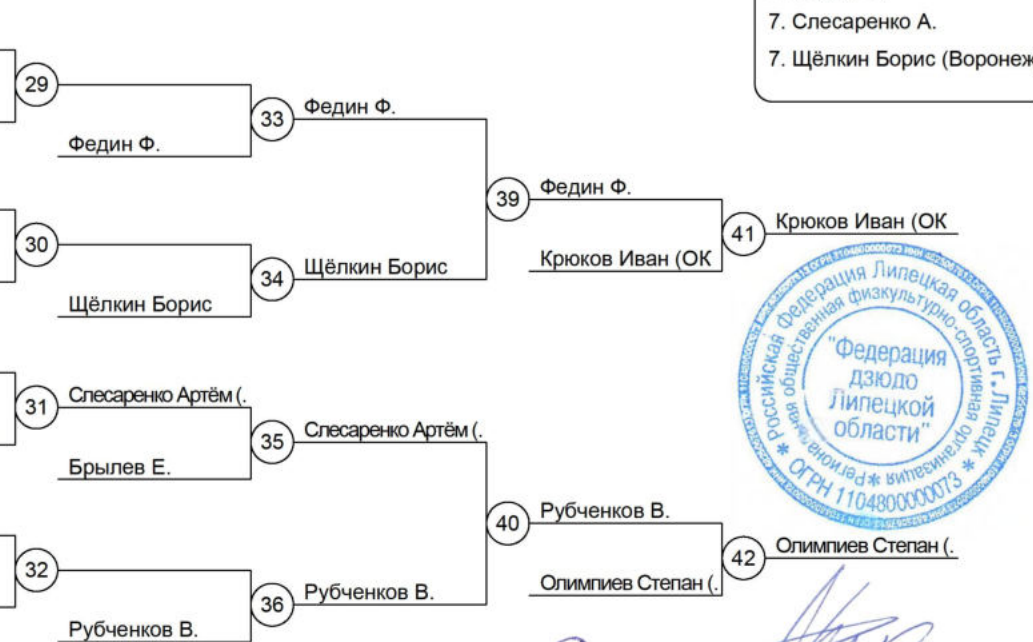 7. Слесаренко А.
7. Щёлкин Борис (Воронеж
29
Федин Ф.
33
Федин Ф.
30
Щёлкин Борис
34
Щёлкин Борис
39
Федин Ф.
Крюков Иван (ОК
41
Крюков Иван (ОК
31
Слесаренко Артём (.
Брылев Е.
35
Слесаренко Артём (.
32
Рубченков В.
36
Рубченков В.
40
Рубченков В.
Олимпиев Степан (.
42
Олимпиев Степан (.
* Российская Федерация Липецкая область г. Липецк *
ОГРН 1104800000073
* Региональная общественная физкультурно-спортивная организация
"Федерация
дзюдо
Липецкой
области"